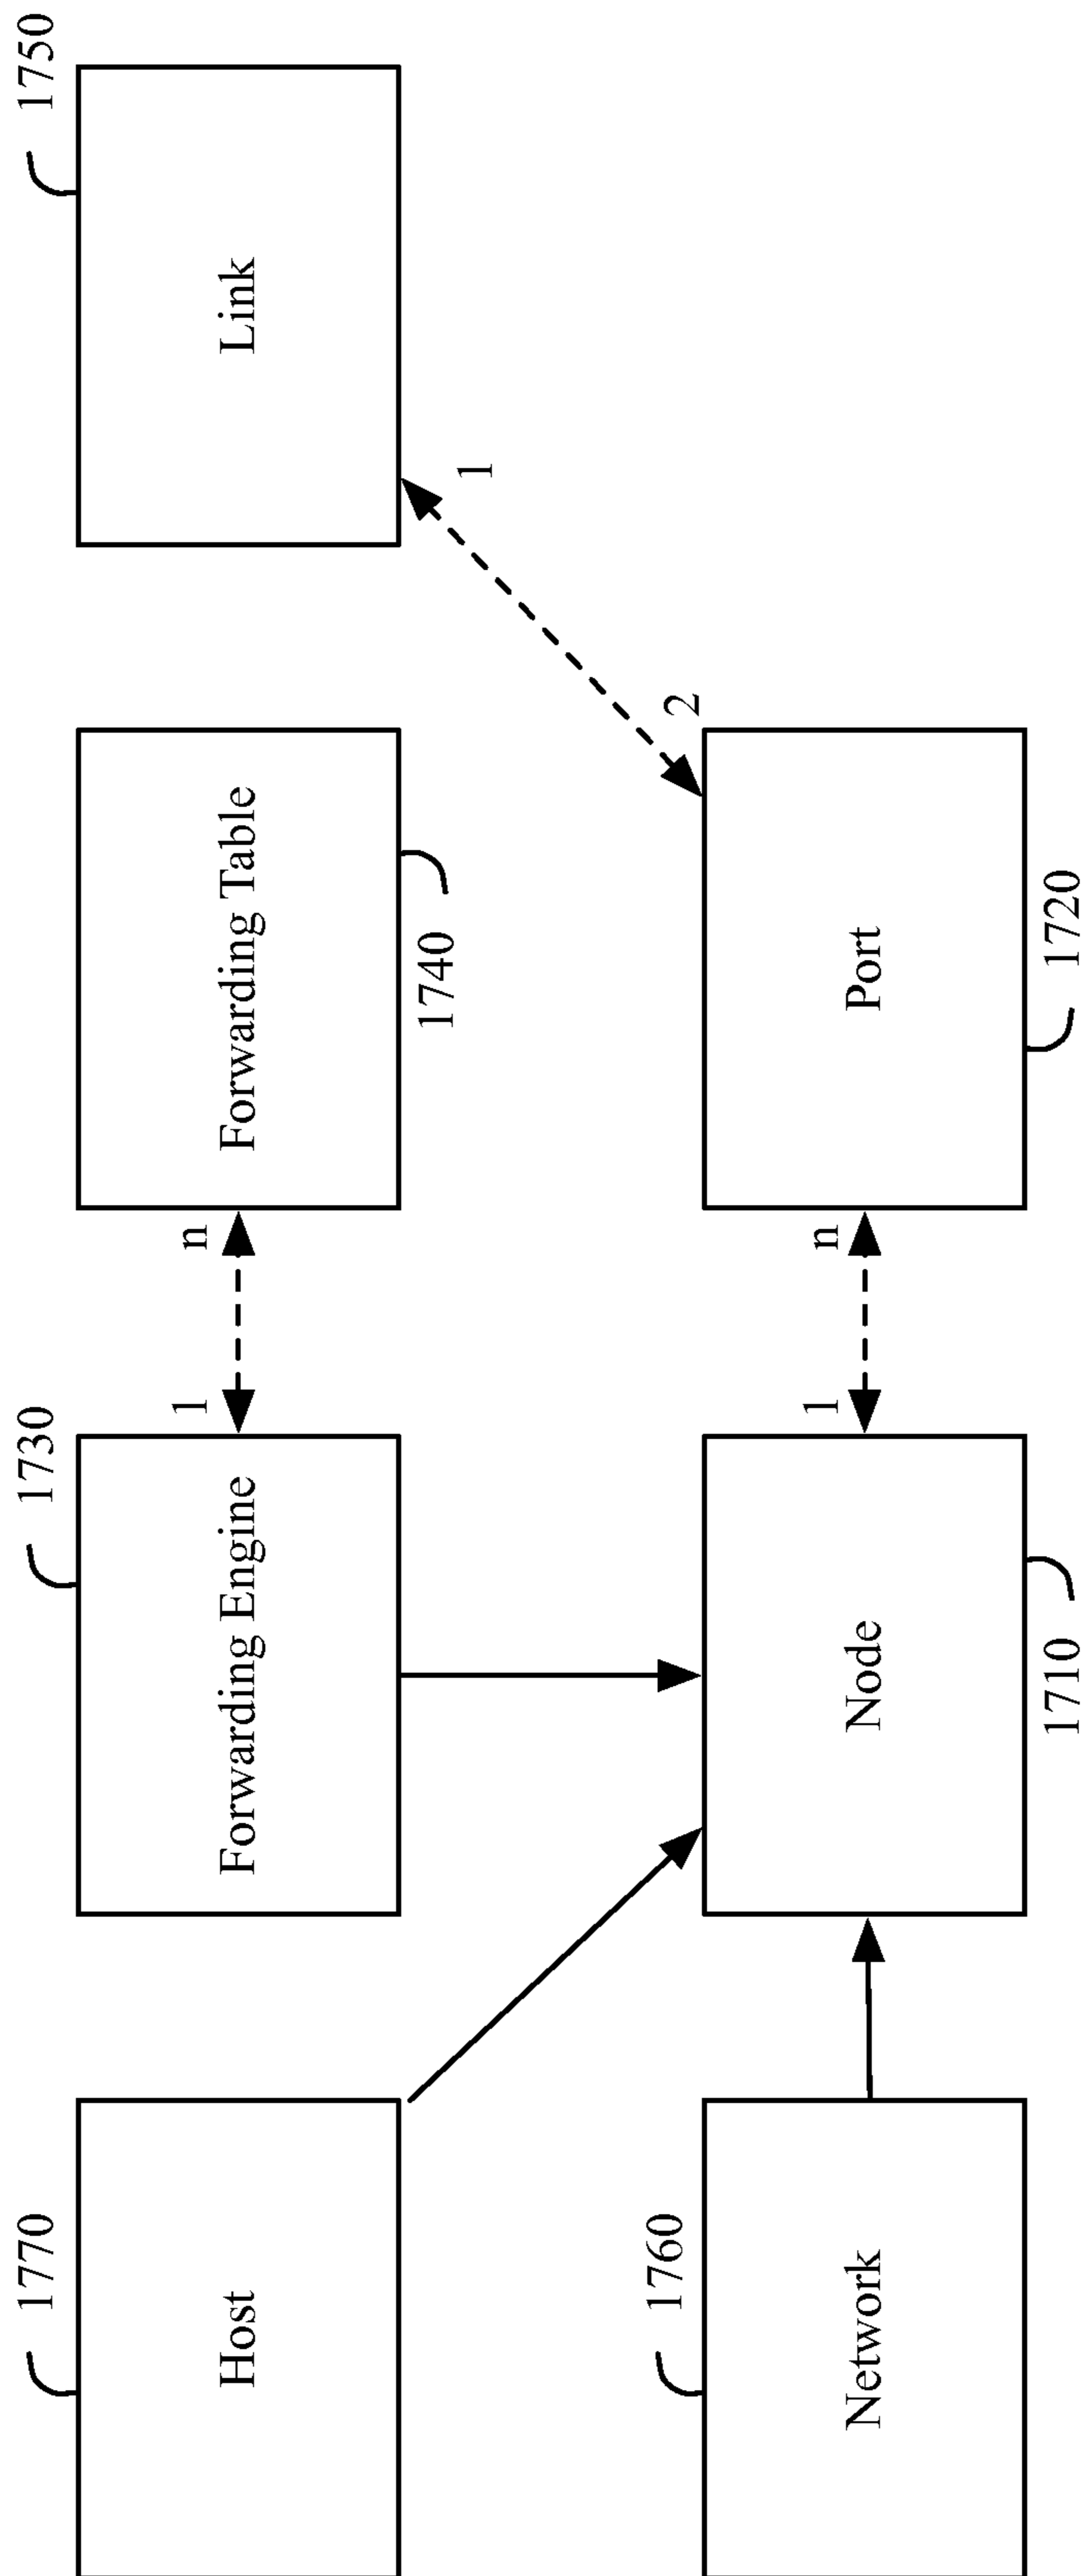 1770
Host
1730
Forwarding Engine
1
n
Forwarding Table
1740
1750
Link
1
2
1760
Network
Node
1710
1
n
Port
1720